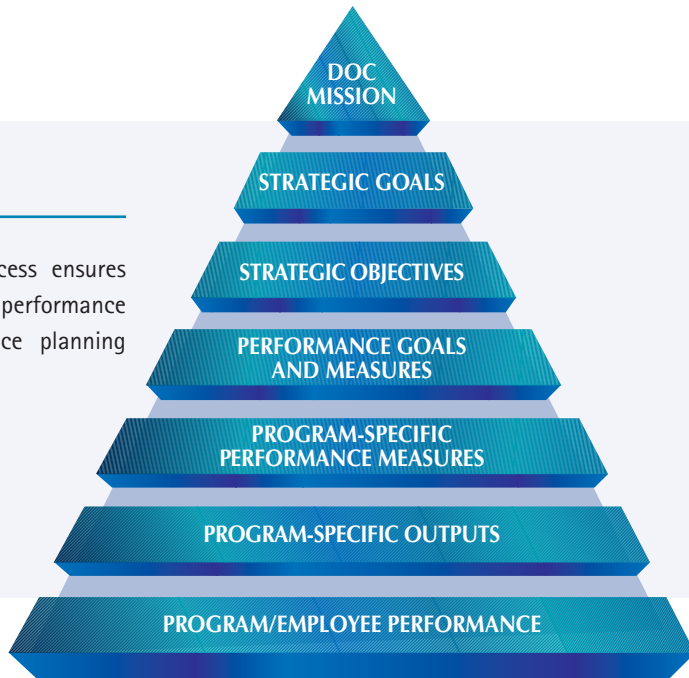 DOC
MISSION
STRATEGIC GOALS
cess ensures
STRATEGIC OBJECTIVES
performance
ce planning
PERFORMANCE GOALS
AND MEASURES
PROGRAM-SPECIFIC
PERFORMANCE MEASURES
PROGRAM-SPECIFIC OUTPUTS
PROGRAM/EMPLOYEE PERFORMANCE